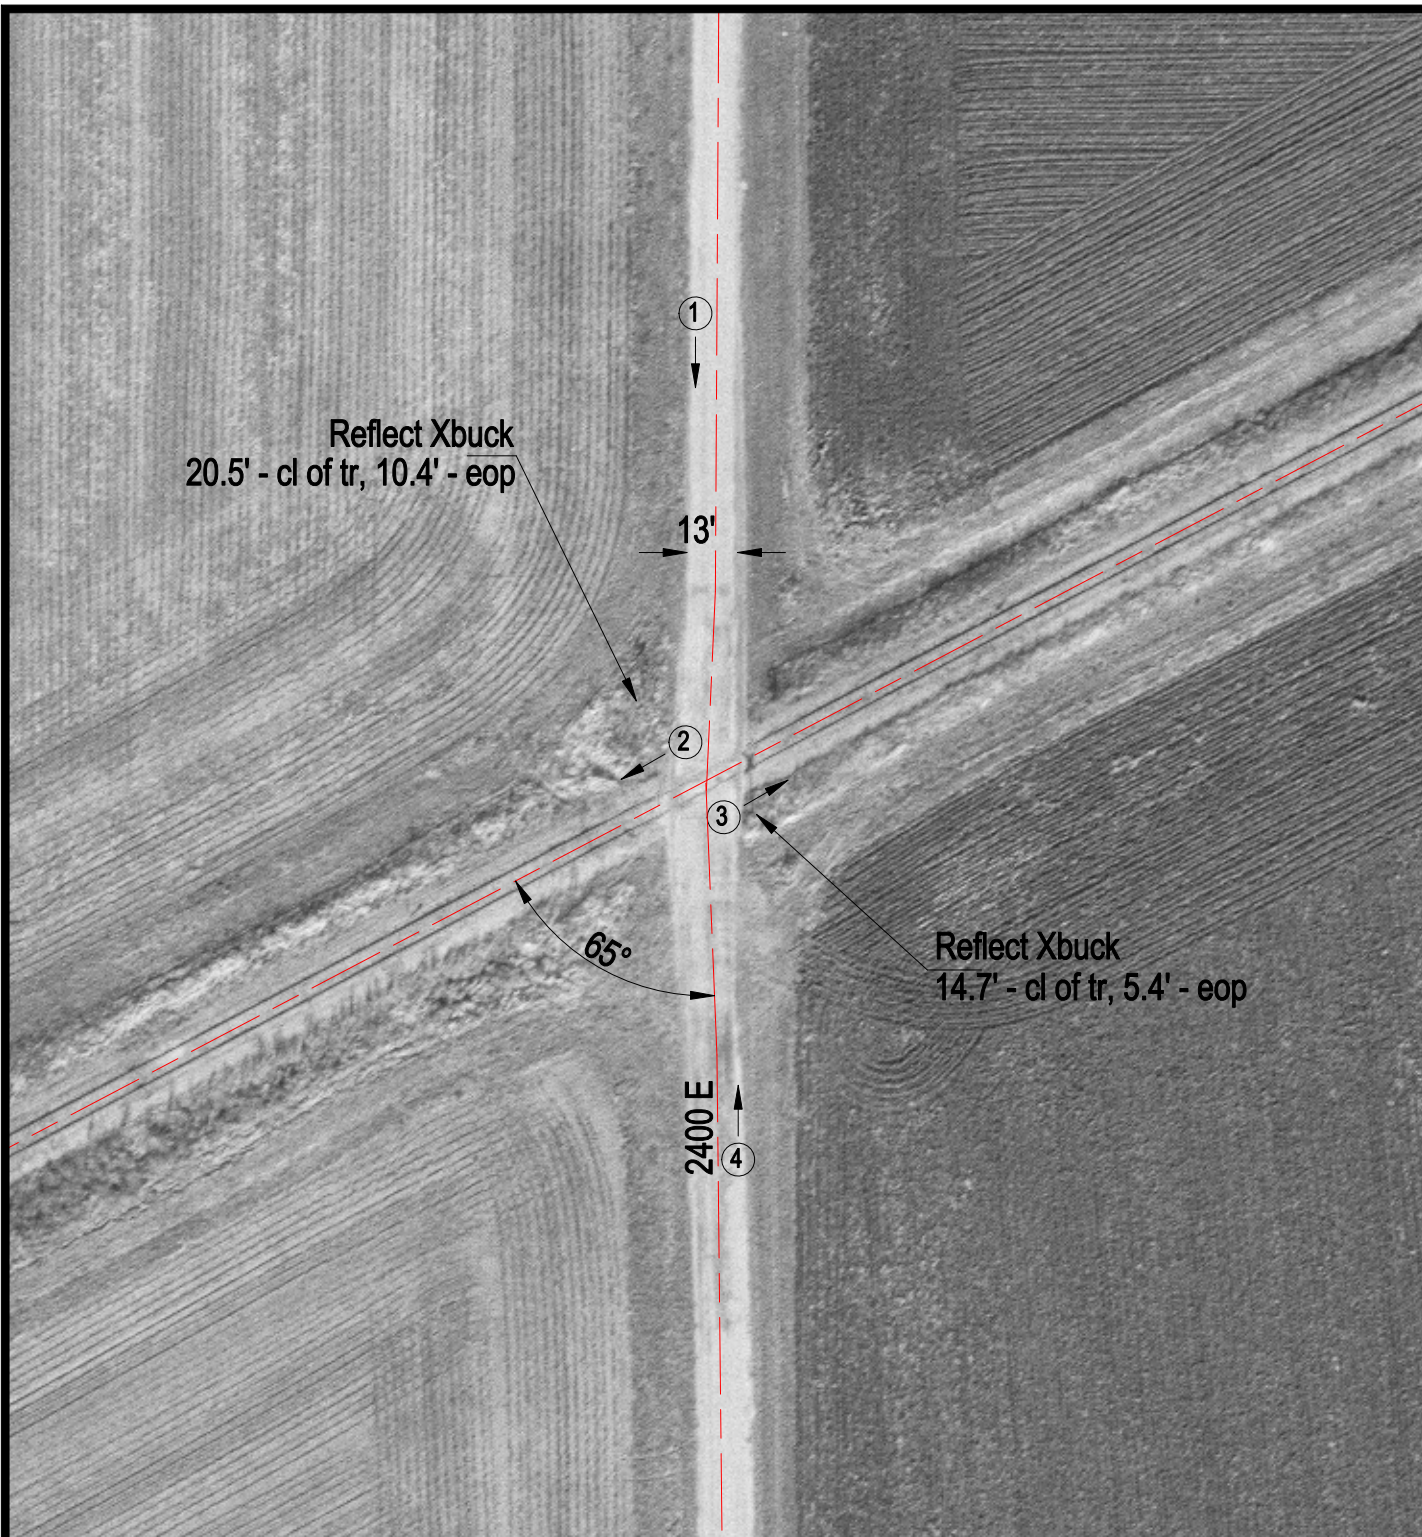 1
Reflect Xbuck
20.5' - cl of tr, 10.4' - eop
13'
2
3
65°
Reflect Xbuck
14.7' - cl of tr, 5.4' - eop
2400 E
4